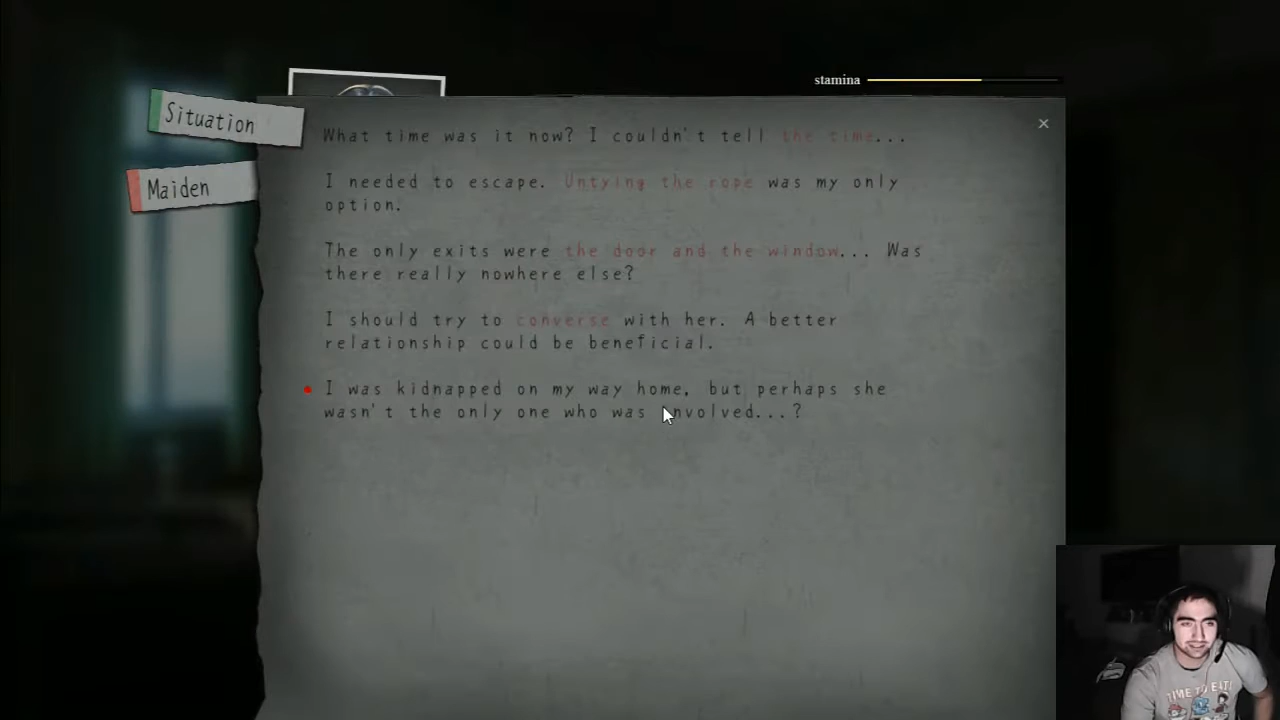 stamina
Situation
Maiden
What time was it now? I couldn't tell the time...
I needed to escape. Untying the rope was my only
option.
The only exits were the door and the window... Was
there really nowhere else?
I should try to converse with her. A better
relationship could be beneficial.
I was kidnapped on my way home, but perhaps she
wasn't the only one who was involved...?
TIME TO EAT!